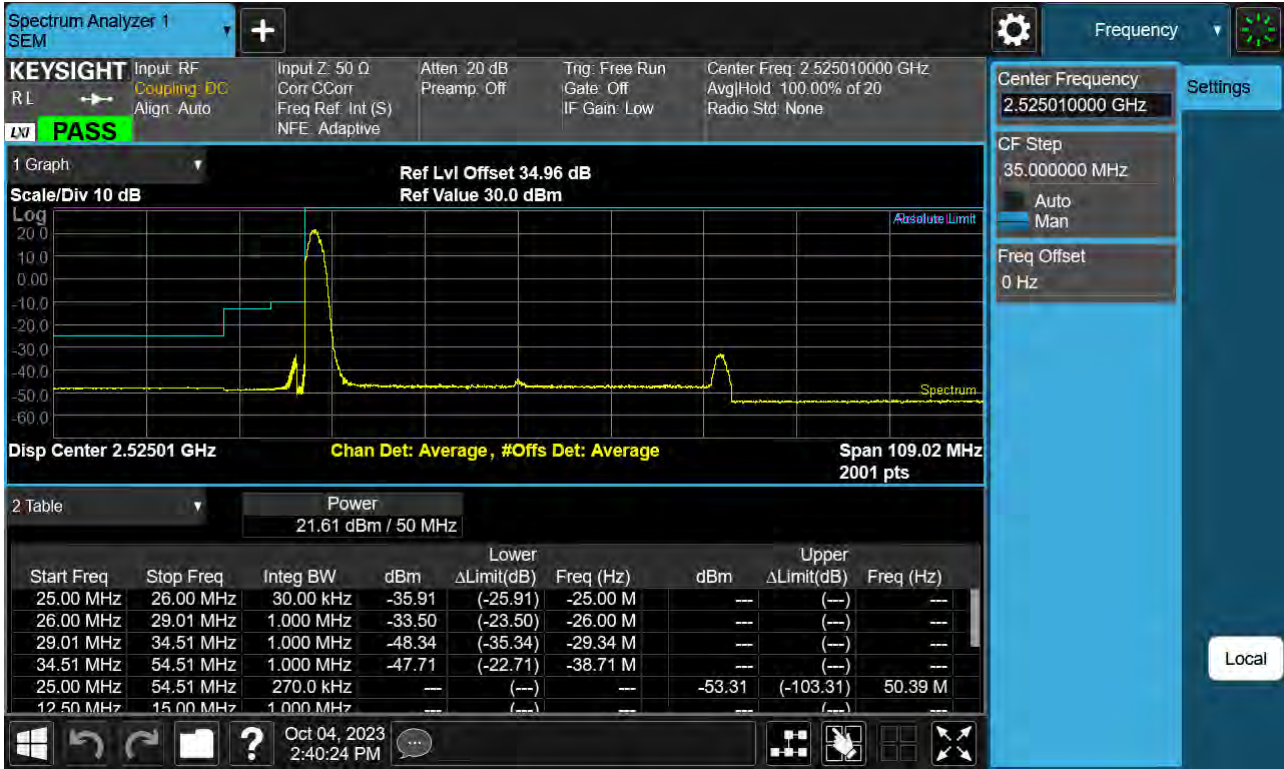 Spectrum Analyzer 1
SEM
Frequency
KEYSIGHT
RL
LXI
PASS
Input: RF
Coupling: DC
Align: Auto
Input Z: 50 Ω
Corr CCorr
Freq Ref: Int (S)
NFE: Adaptive
Atten: 20 dB
Preamp: Off
Trig: Free Run
Gate: Off
IF Gain: Low
Center Freq: 2.525010000 GHz
Avg|Hold: 100.00% of 20
Radio Std: None
Center Frequency
2.525010000 GHz
Settings
CF Step
35.000000 MHz
Auto
Man
Freq Offset
0 Hz
1 Graph
Scale/Div 10 dB
Ref Lvl Offset 34.96 dB
Ref Value 30.0 dBm
Log
Absolute Limit
20.0
10.0
0.00
-10.0
-20.0
-30.0
-40.0
-50.0
-60.0
Spectrum
Disp Center 2.52501 GHz Chan Det: Average, #Offs Det: Average Span 109.02 MHz
2001 pts
2 Table
Power
21.61 dBm / 50 MHz
Lower Upper
Start Freq Stop Freq Integ BW dBm ΔLimit(dB) Freq (Hz) dBm ΔLimit(dB) Freq (Hz)
25.00 MHz 26.00 MHz 30.00 kHz -35.91 (-25.91) -25.00 M --- (---) ---
26.00 MHz 29.01 MHz 1.000 MHz -33.50 (-23.50) -26.00 M --- (---) ---
29.01 MHz 34.51 MHz 1.000 MHz -48.34 (-35.34) -29.34 M --- (---) ---
34.51 MHz 54.51 MHz 1.000 MHz -47.71 (-22.71) -38.71 M --- (---) ---
25.00 MHz 54.51 MHz 270.0 kHz --- (---) --- -53.31 (-103.31) 50.39 M
12.50 MHz 15.00 MHz 1.000 MHz --- (---) --- --- (---) ---
Local
Oct 04, 2023
2:40:24 PM